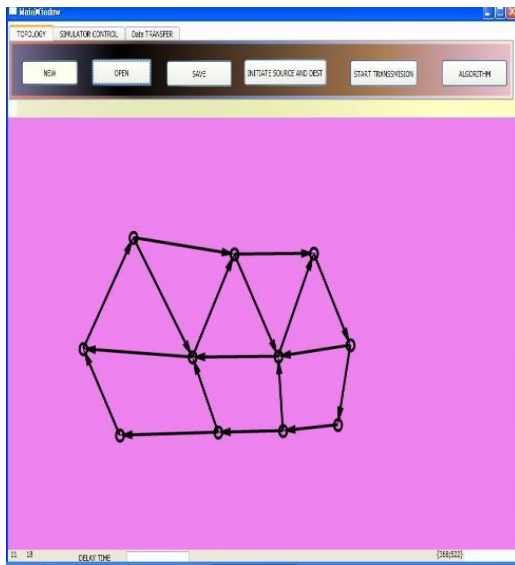 MainWindow
TOPOLOGY SIMULATOR CONTROL Data TRANSFER
NEW OPEN SAVE INITIATE SOURCE AND DEST START TRANSSMISION ALGORITHM
11 18 DELAY TIME {368;522}